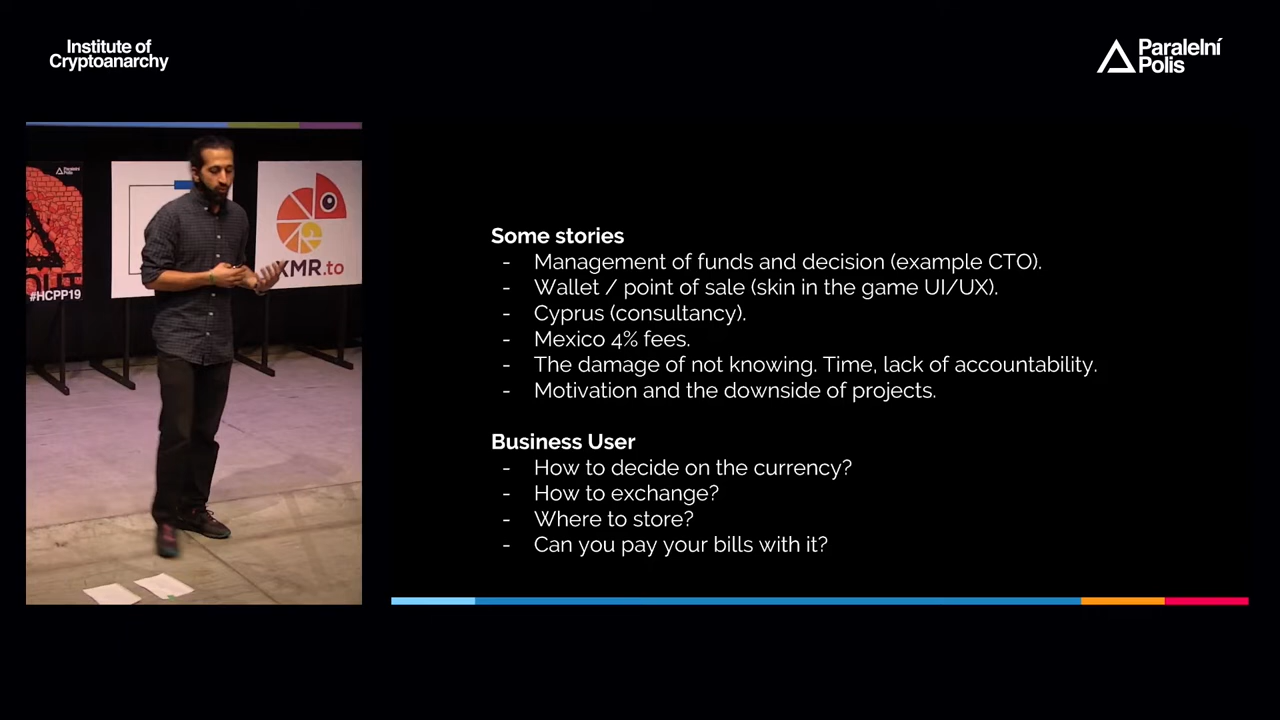 Institute of
Cryptoanarchy
Paralelní
Polis
Paralelní
Polis
#HCPP19
XMR.to
Some stories
- Management of funds and decision (example CTO).
- Wallet / point of sale (skin in the game UI/UX).
- Cyprus (consultancy).
- Mexico 4% fees.
- The damage of not knowing. Time, lack of accountability.
- Motivation and the downside of projects.
Business User
- How to decide on the currency?
- How to exchange?
- Where to store?
- Can you pay your bills with it?